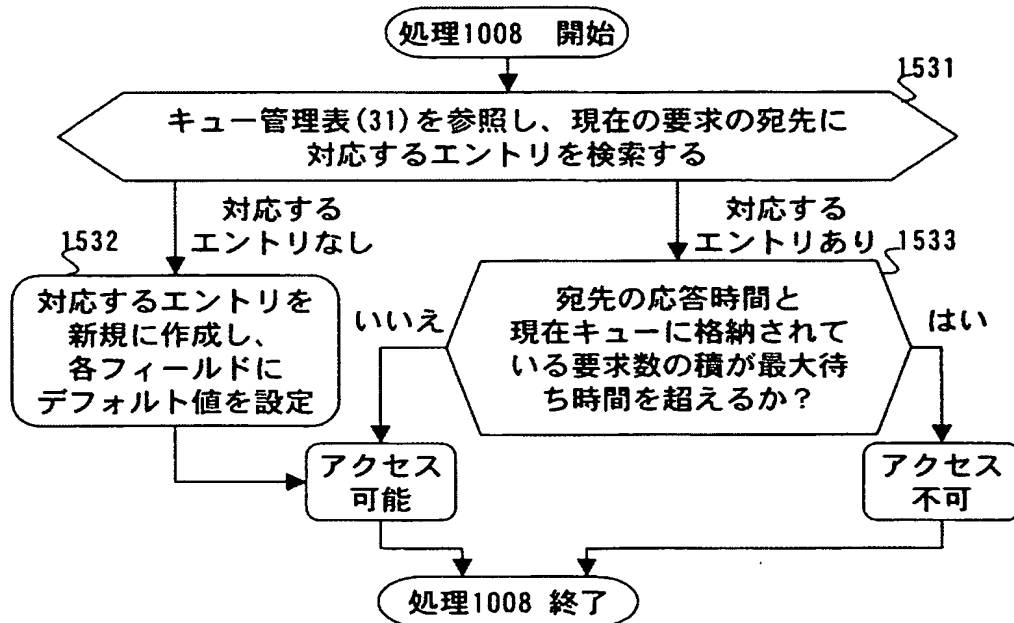 処理1008 開始
1531
キュー管理表(31)を参照し、現在の要求の宛先に
対応するエントリを検索する
対応する
エントリなし
対応する
エントリあり
1532
対応するエントリを
新規に作成し、
各フィールドに
デフォルト値を設定
1533
宛先の応答時間と
現在キューに格納されて
いる要求数の積が最大待
ち時間を超えるか？
いいえ
はい
アクセス
可能
アクセス
不可
処理1008 終了